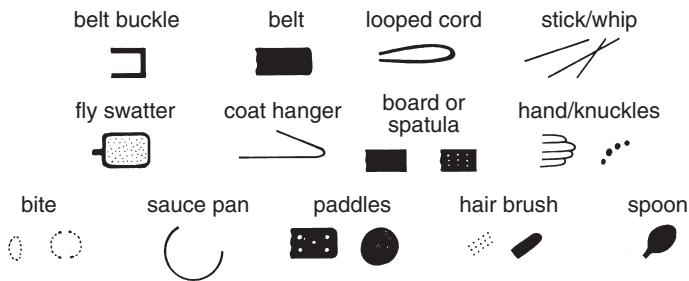 belt buckle
belt
looped cord
stick/whip
fly swatter
coat hanger
board or
spatula
hand/knuckles
bite
sauce pan
paddles
hair brush
spoon